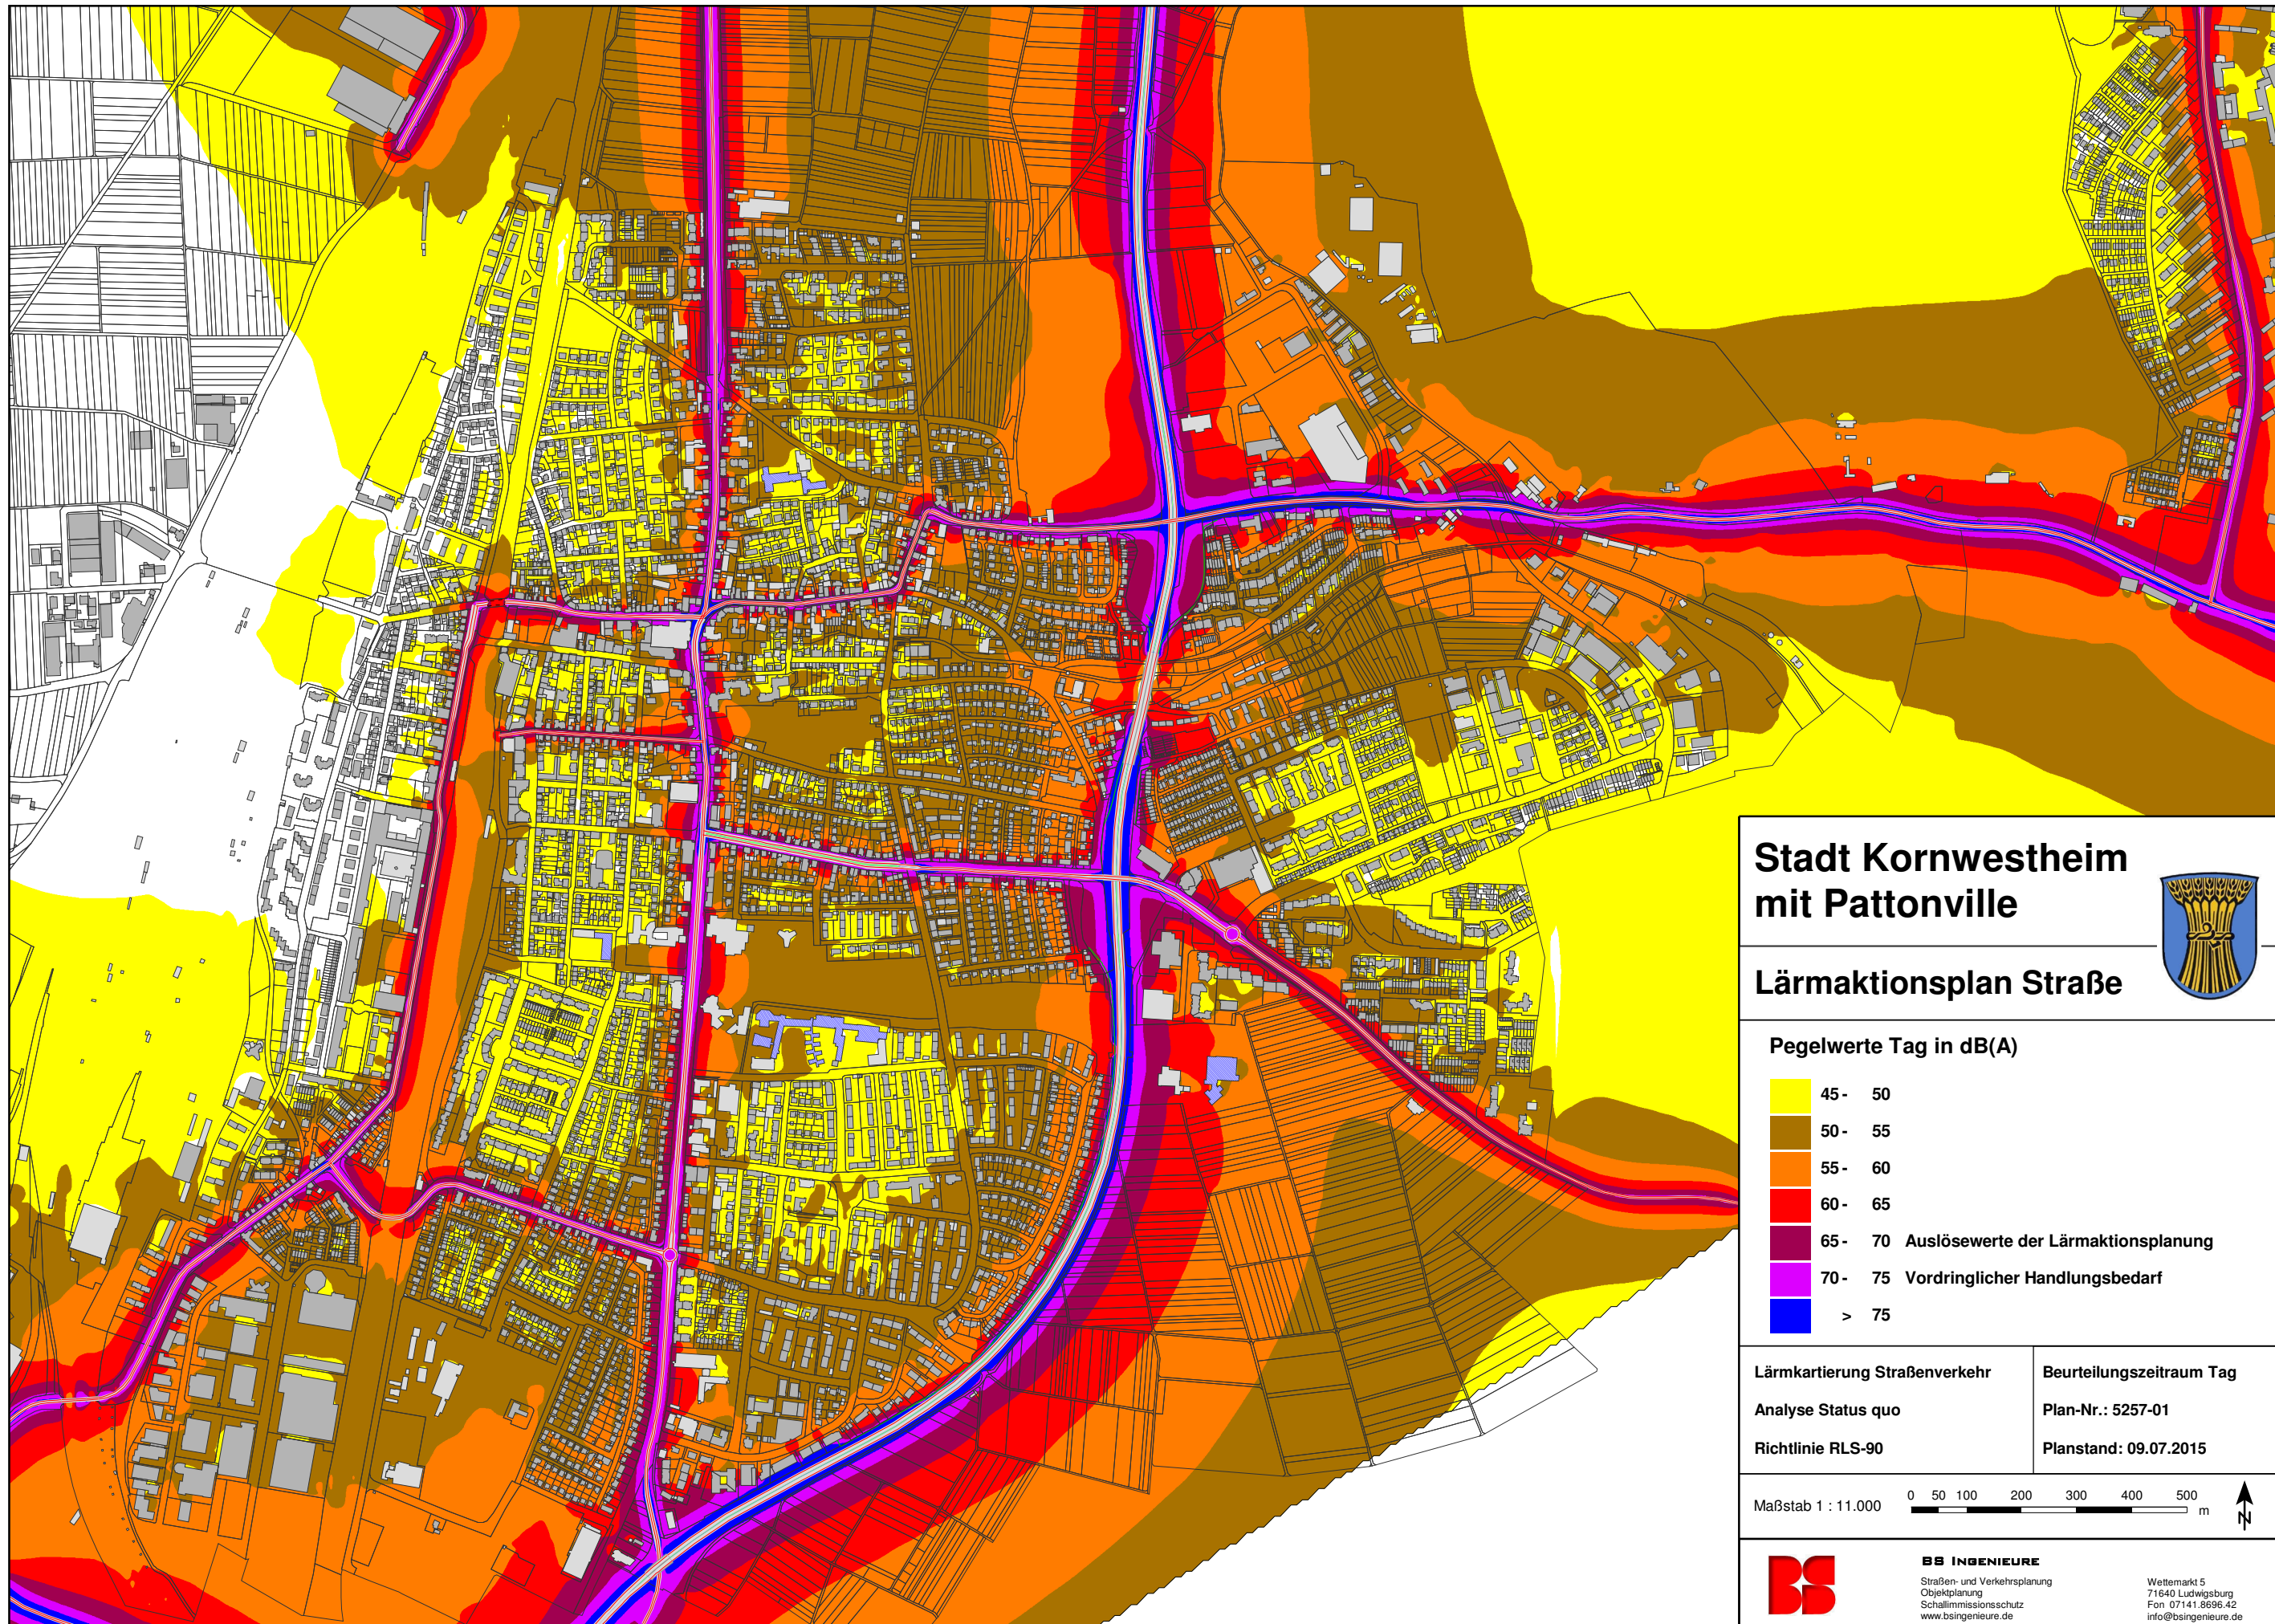 Stadt Kornwestheim
mit Pattonville
Lärmaktionsplan Straße
Pegelwerte Tag in dB(A)
45 - 50
50 - 55
55 - 60
60 - 65
65 - 70 Auslösewerte der Lärmaktionsplanung
70 - 75 Vordringlicher Handlungsbedarf
> 75
Lärmkartierung Straßenverkehr
Analyse Status quo
Richtlinie RLS-90
Beurteilungszeitraum Tag
Plan-Nr.: 5257-01
Planstand: 09.07.2015
Maßstab 1 : 11.000
0 50 100 200 300 400 500
m
N
BS
BS INGENIEURE
Straßen- und Verkehrsplanung
Objektplanung
Schallimmissionsschutz
www.bsingenieure.de
Wettemarkt 5
71640 Ludwigsburg
Fon 07141.8696.42
info@bsingenieure.de